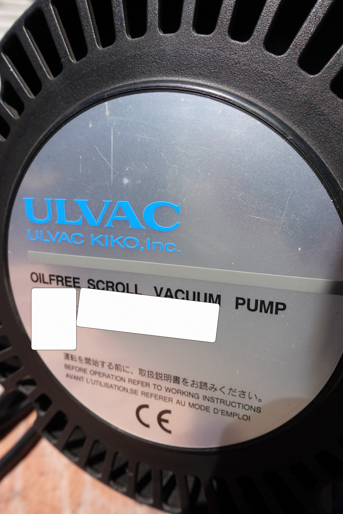 ULVAC
ULVAC KIKO,Inc.
OILFREE SCROLL VACUUM PUMP
運転を開始する前に、取扱説明書をお読みください。
BEFORE OPERATION REFER TO WORKING INSTRUCTIONS
AVANT L'UTILISATION,SE REFERER AU MODE D'EMPLOI
CE